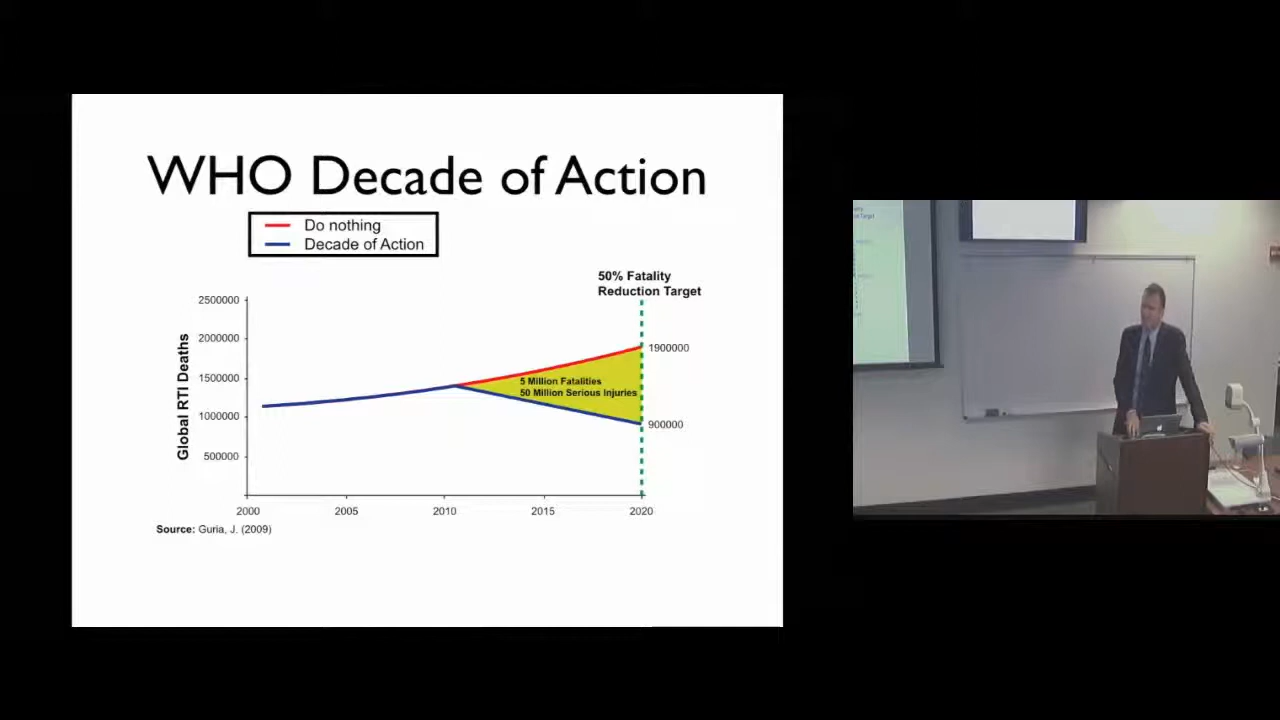 WHO Decade of Action
Do nothing
Decade of Action
50% Fatality
Reduction Target
2500000
2000000
1500000
1000000
500000
Global RTI Deaths
1900000
5 Million Fatalities
50 Million Serious Injuries
900000
2000
2005
2010
2015
2020
Source: Guria, J. (2009)